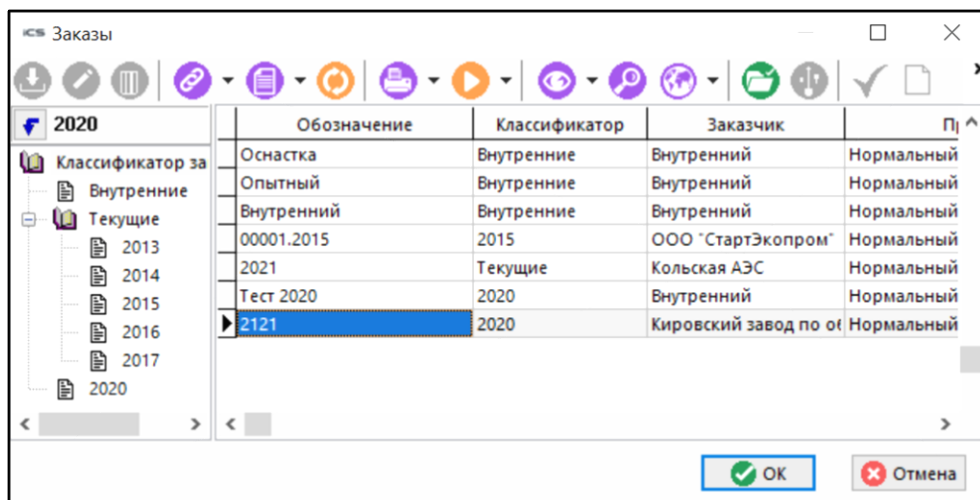 iCS Заказы
2020
Обозначение Классификатор Заказчик
Классификатор за
Внутренние
Текущие
2013
2014
2015
2016
2017
2020
Оснастка Внутренние Внутренний Нормальный
Опытный Внутренние Внутренний Нормальный
Внутренний Внутренние Внутренний Нормальный
00001.2015 2015 ООО "СтартЭкопром" Нормальный
2021 Текущие Кольская АЭС Нормальный
Тест 2020 2020 Внутренний Нормальный
2121 2020 Кировский завод по Нормальный
ОК Отмена